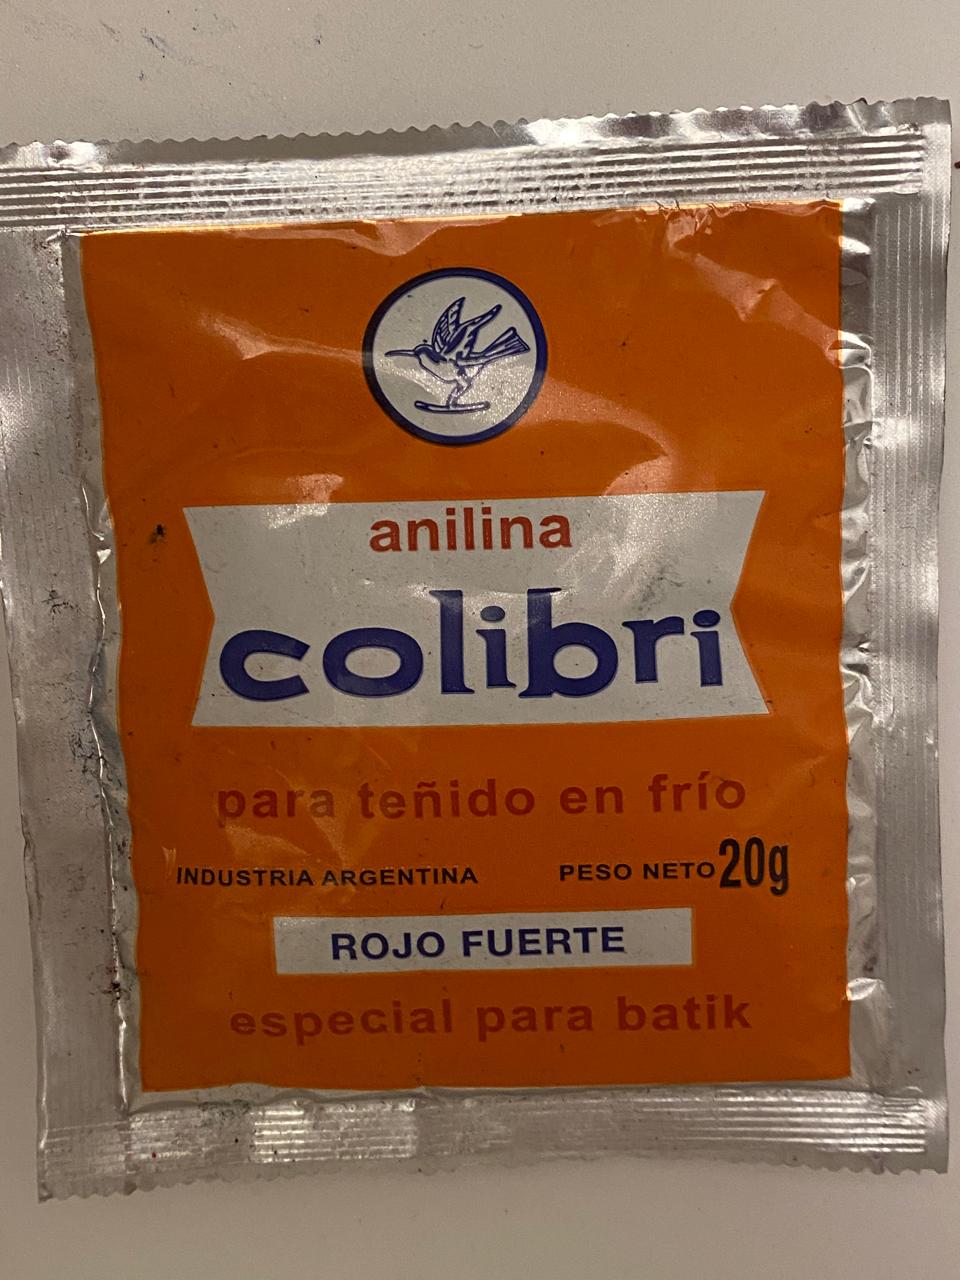 anilina
colibri
para teñido en frío
INDUSTRIA ARGENTINA PESO NETO 20g
ROJO FUERTE
especial para batik